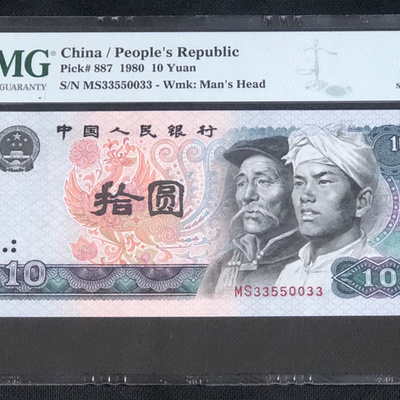 MG China / People's Republic
GUARANTY Pick# 887 1980 10 Yuan
S/N MS33550033 - Wmk: Man's Head
中国人民银行
10
拾圆
10
MS33550033
10